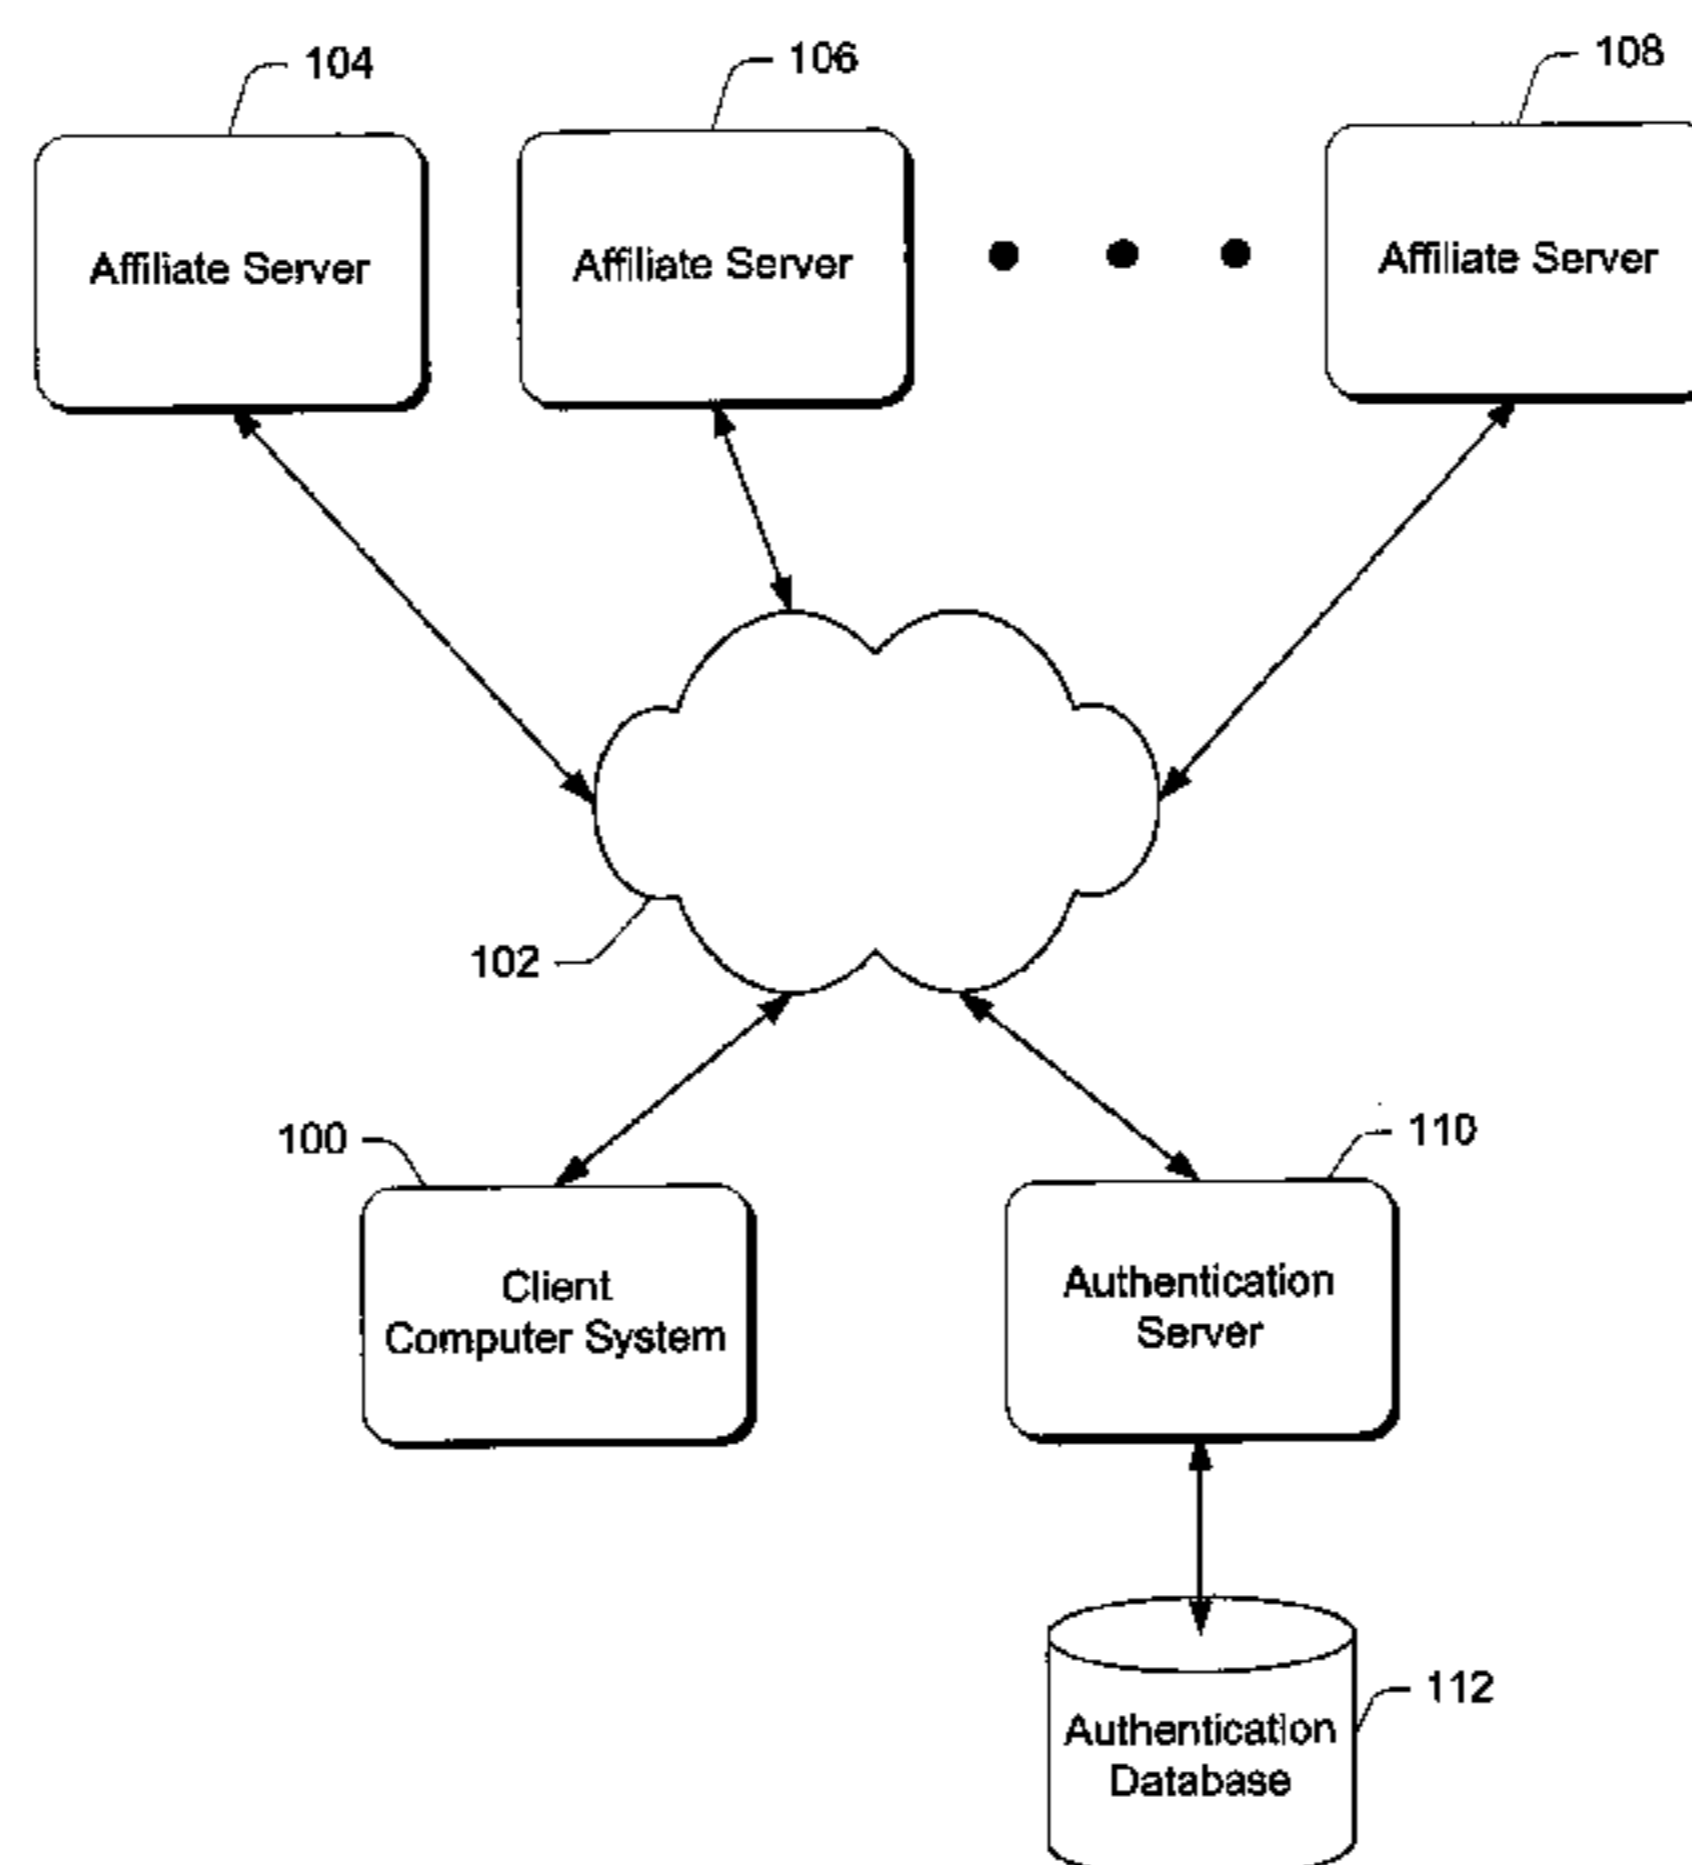 104
106
108
Affiliate Server
Affiliate Server
Affiliate Server
102
100
110
Client
Computer System
Authentication
Server
112
Authentication
Database